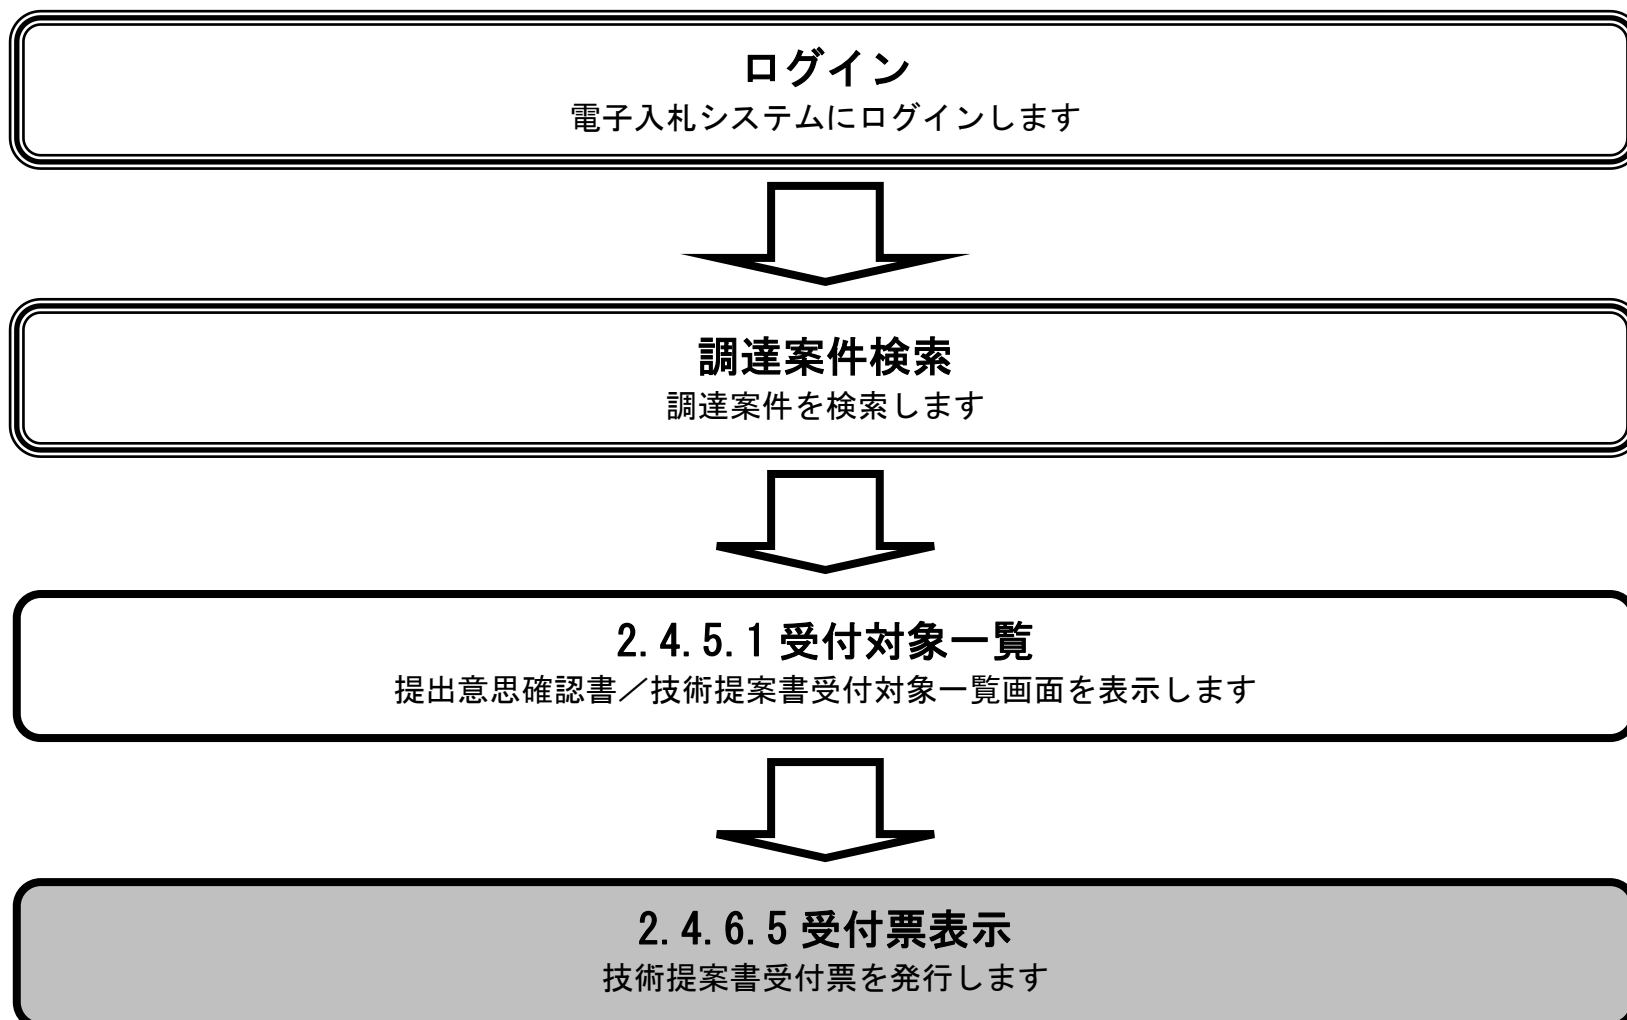 ログイン
電子入札システムにログインします
調達案件検索
調達案件を検索します
2.4.5.1 受付対象一覧
提出意思確認書／技術提案書受付対象一覧画面を表示します
2.4.6.5 受付票表示
技術提案書受付票を発行します